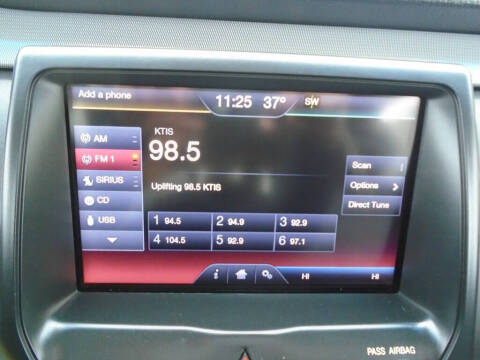 Add a phone
11:25 37° SW
KTIS
98.5
Uplifting 98.5 KTIS
AM
FM 1
SIRIUS
CD
USB
Scan
Options >
Direct Tune
1 94.5 2 94.9 3 92.9
4 104.5 5 92.9 6 97.1
i HI HI
PASS AIRBAG